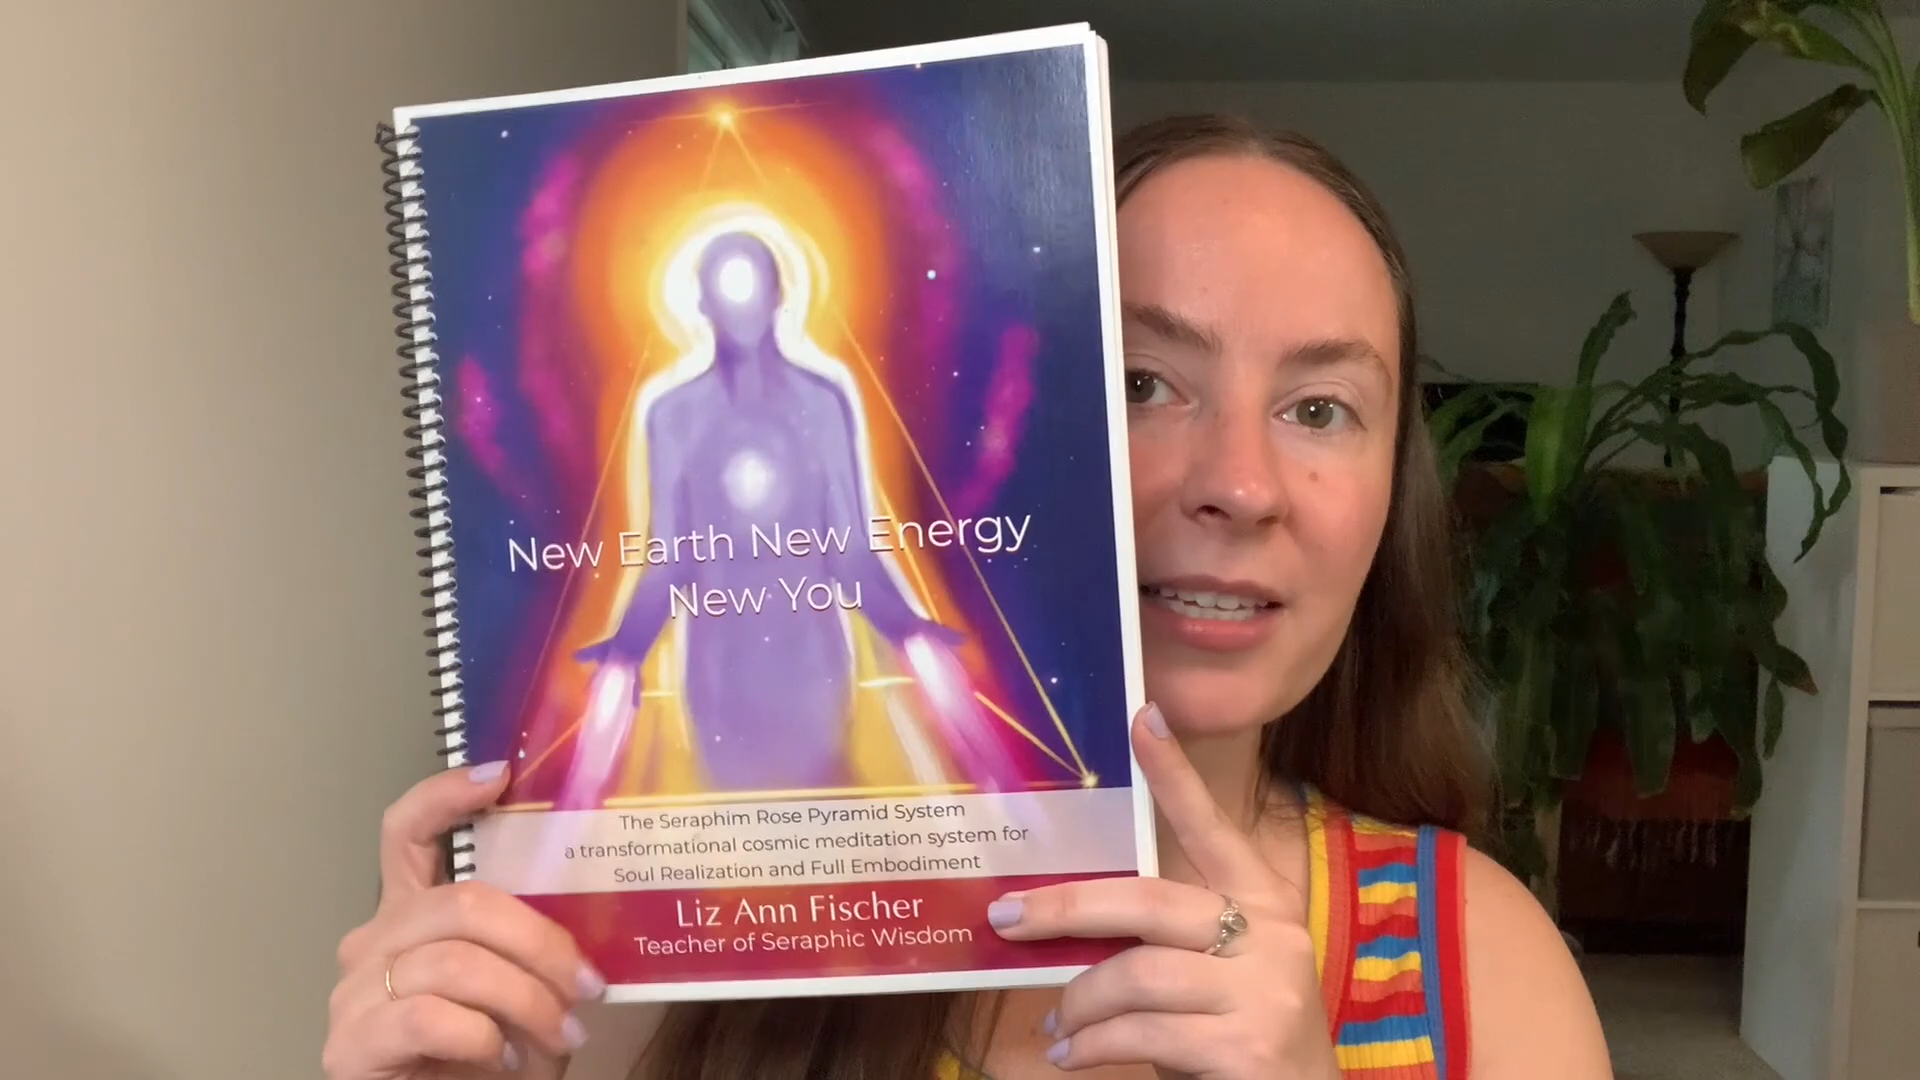 New Earth New Energy
New You
The Seraphim Rose Pyramid System
a transformational cosmic meditation system for
Soul Realization and Full Embodiment
Liz Ann Fischer
Teacher of Seraphic Wisdom